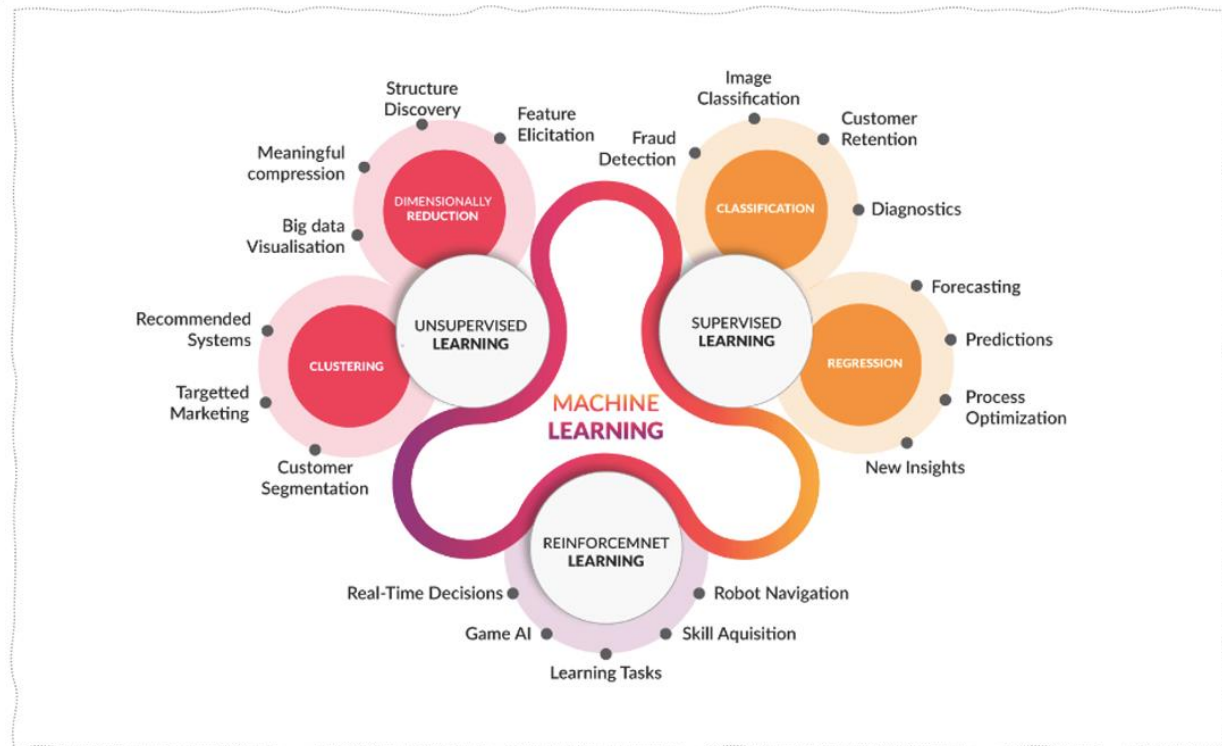 Structure
Discovery
Feature
Elicitation
Meaningful
compression
Big data
Visualisation
DIMENSIONALLY
REDUCTION
Recommended
Systems
Targetted
Marketing
Customer
Segmentation
CLUSTERING
UNSUPERVISED
LEARNING
Image
Classification
Customer
Retention
Fraud
Detection
Diagnostics
CLASSIFICATION
SUPERVISED
LEARNING
Forecasting
Predictions
Process
Optimization
New Insights
REGRESSION
MACHINE
LEARNING
REINFORCEMNET
LEARNING
Real-Time Decisions
Robot Navigation
Game AI
Skill Aquisition
Learning Tasks